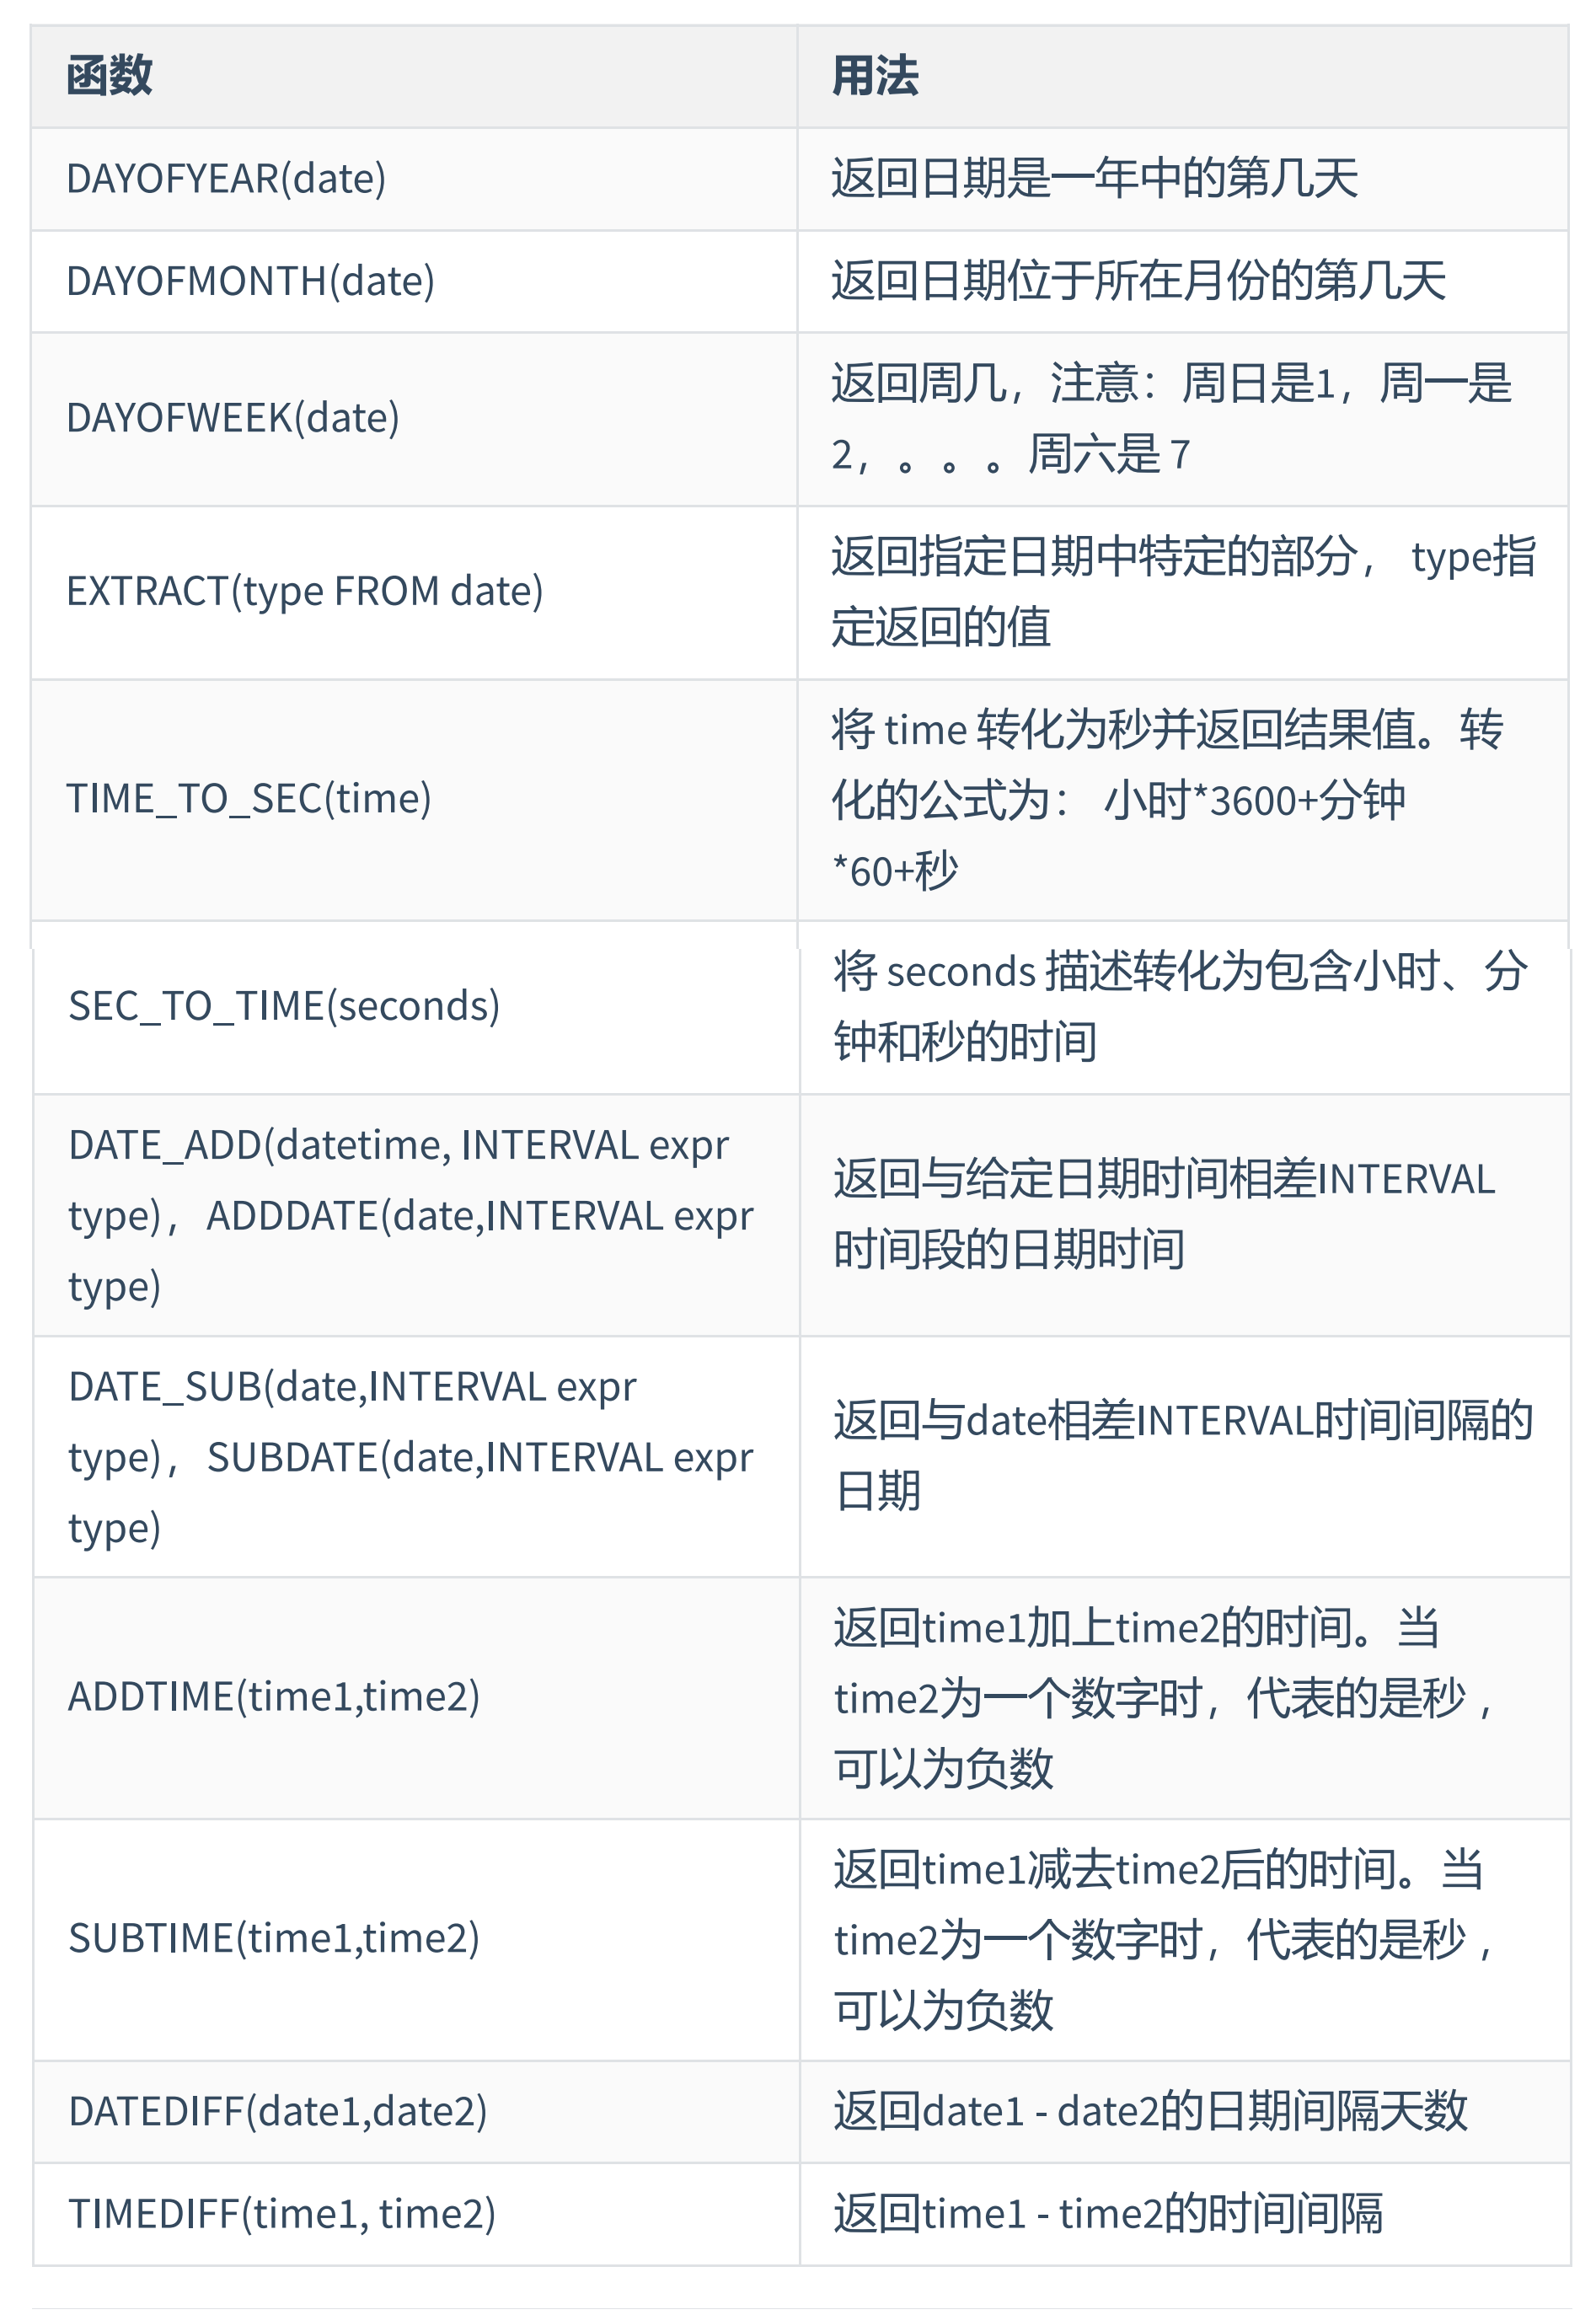 函数
用法
DAYOFYEAR(date)
返回日期是一年中的第几天
DAYOFMONTH(date)
返回日期位于所在月份的第几天
DAYOFWEEK(date)
返回周几，注意：周日是1，周一是
2，。。。周六是 7
EXTRACT(type FROM date)
返回指定日期中特定的部分， type指
定返回的值
TIME_TO_SEC(time)
将 time 转化为秒并返回结果值。转
化的公式为： 小时*3600+分钟
*60+秒
SEC_TO_TIME(seconds)
将 seconds 描述转化为包含小时、分
钟和秒的时间
DATE_ADD(datetime, INTERVAL expr
type)，ADDDATE(date,INTERVAL expr
type)
返回与给定日期时间相差INTERVAL
时间段的日期时间
DATE_SUB(date,INTERVAL expr
type)，SUBDATE(date,INTERVAL expr
type)
返回与date相差INTERVAL时间间隔的
日期
ADDTIME(time1,time2)
返回time1加上time2的时间。当
time2为一个数字时，代表的是秒，
可以为负数
SUBTIME(time1,time2)
返回time1减去time2后的时间。当
time2为一个数字时，代表的是秒，
可以为负数
DATEDIFF(date1,date2)
返回date1 - date2的日期间隔天数
TIMEDIFF(time1, time2)
返回time1 - time2的时间间隔